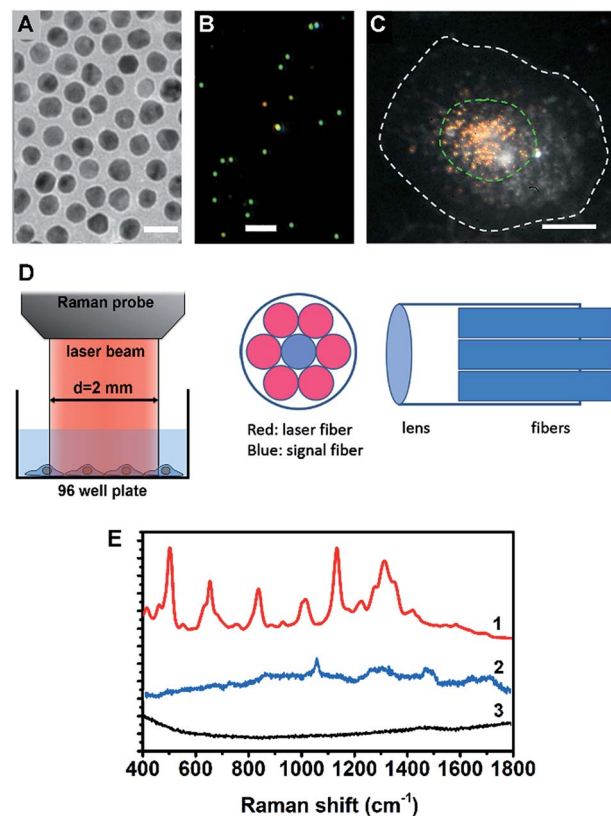 A
B
C
D
Raman probe
laser beam
d=2 mm
96 well plate
Red: laser fiber
Blue: signal fiber
lens
fibers
E
1
2
3
400 600 800 1000 1200 1400 1600 1800
Raman shift (cm⁻¹)